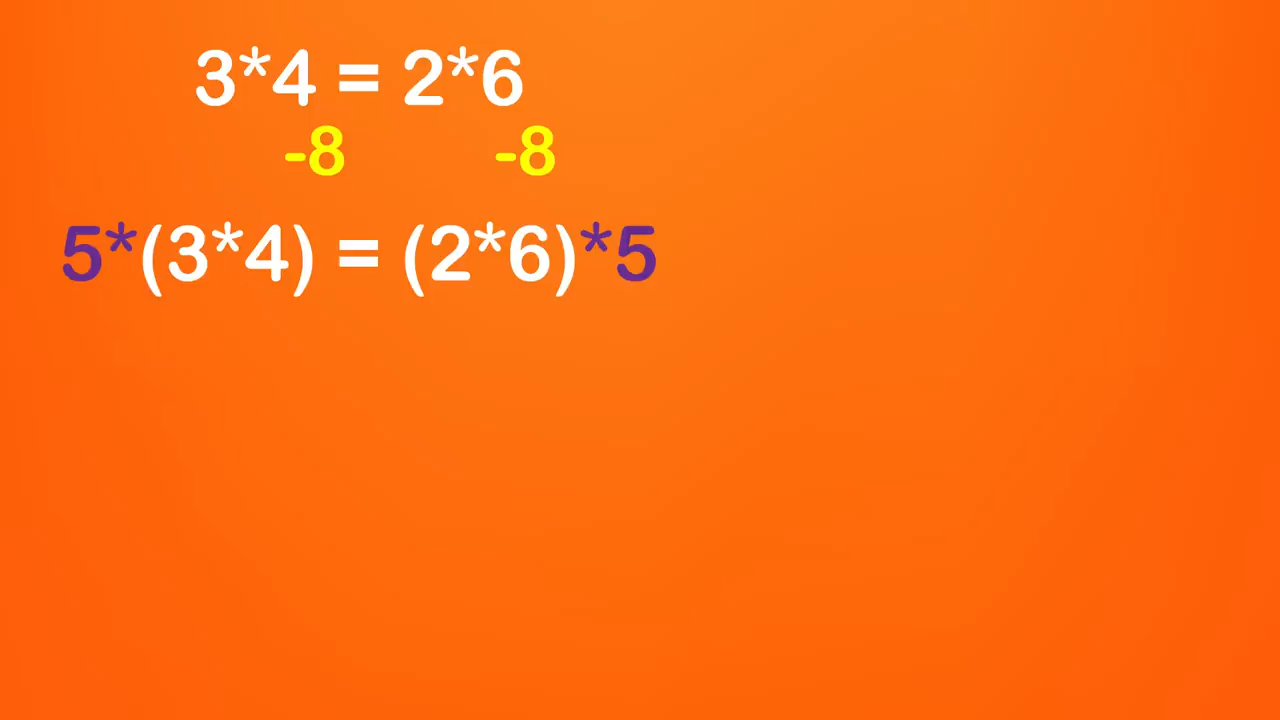 3*4 = 2*6
-8 -8
5*(3*4) = (2*6)*5